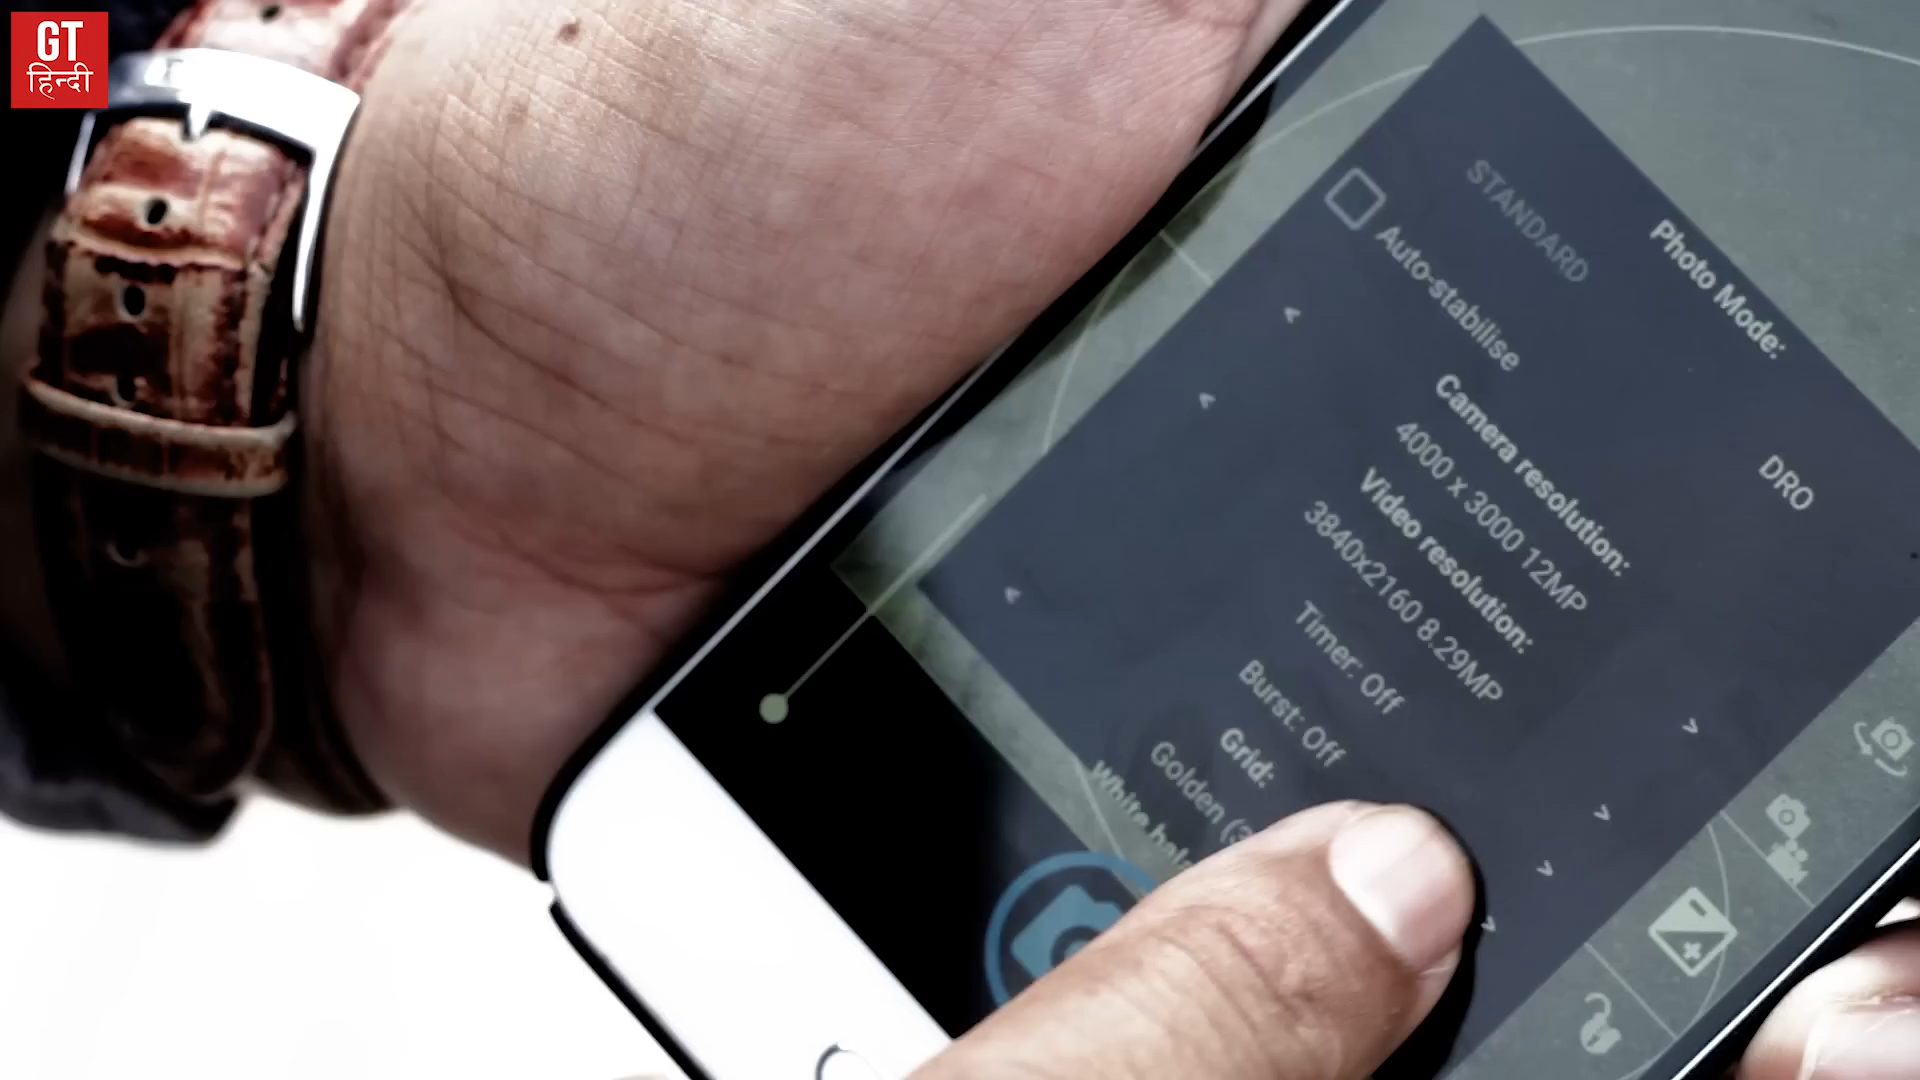 GT
हिन्दी
Photo Mode:
STANDARD
DRO
Auto-stabilise
Camera resolution:
4000 x 3000 12MP
Video resolution:
3840x2160 8.29MP
Timer: Off
Burst: Off
Grid:
Golden
White